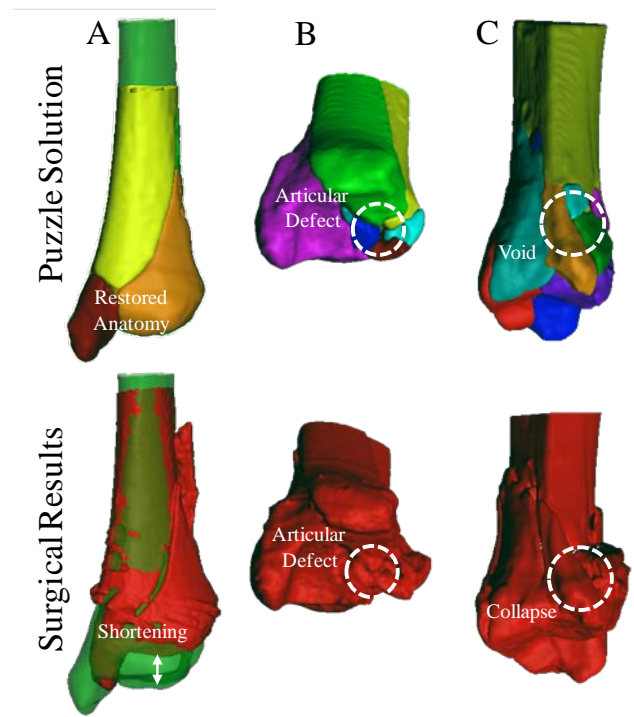 A
B
C
Puzzle Solution
Articular
Defect
Void
Restored
Anatomy
Surgical Results
Articular
Defect
Shortening
Collapse